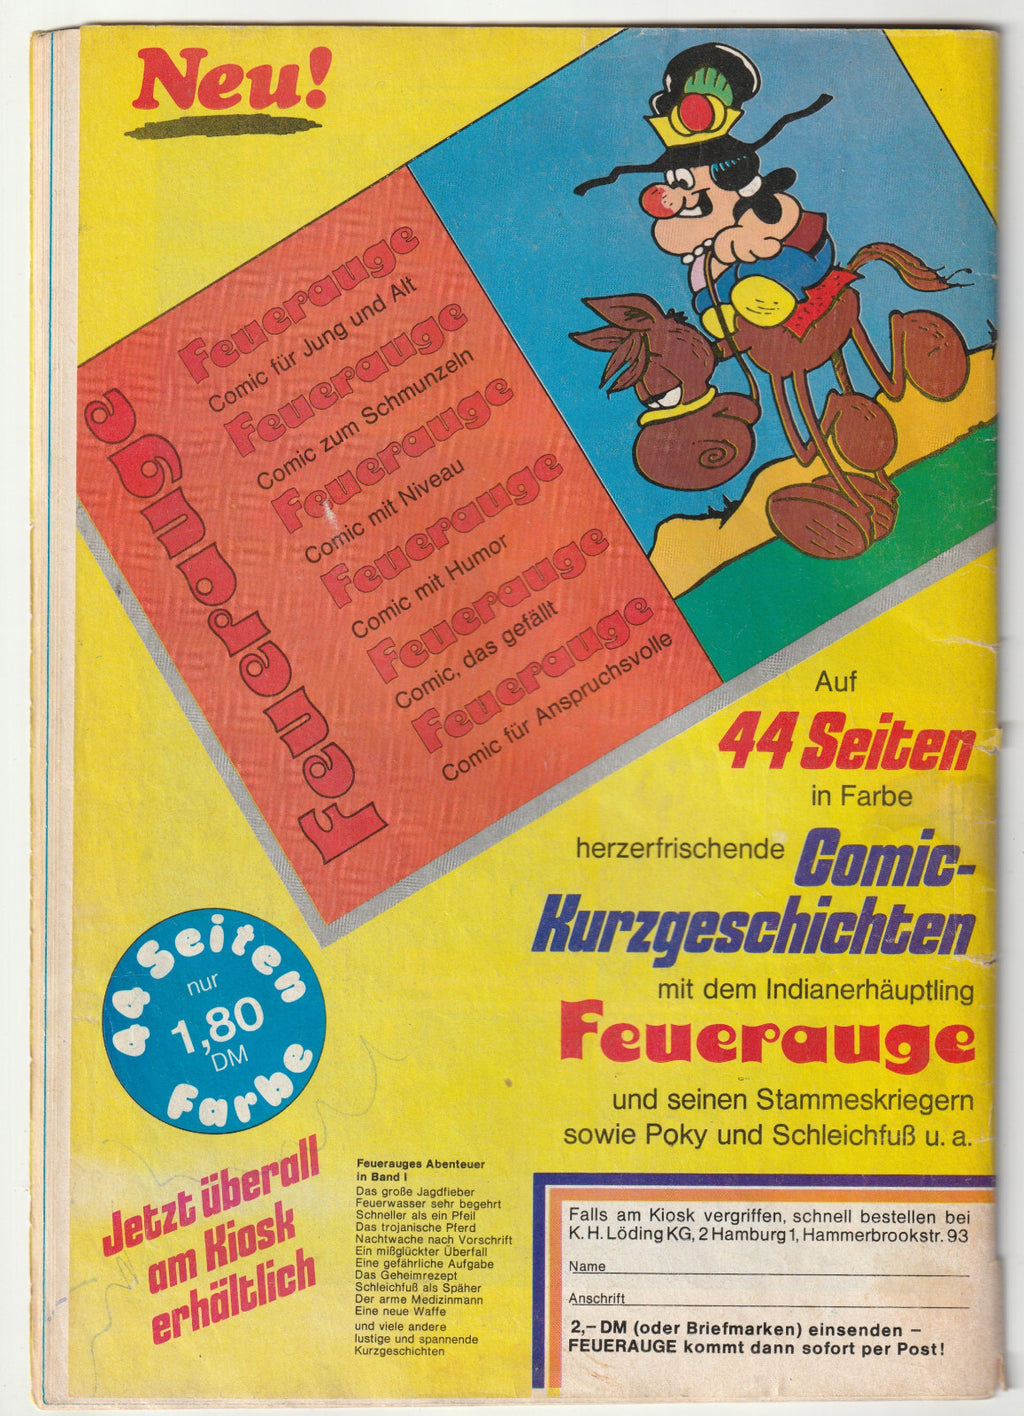 Neu!
Feuerauge
Feuerauge
Comic für Jung und Alt
Feuerauge
Comic zum Schmunzeln
Feuerauge
Comic mit Niveau
Feuerauge
Comic mit Humor
Feuerauge
Comic, das gefällt
Feuerauge
Comic für Anspruchsvolle
Auf
44 Seiten
in Farbe
herzerfrischende Comic-
Kurzgeschichten
mit dem Indianerhäuptling
Feuerauge
und seinen Stammeskriegern
sowie Poky und Schleichfuß u. a.
44 Seiten
nur
1,80
DM
Farbe
Jetzt überall
am Kiosk
erhältlich
Feuerauges Abenteuer
in Band I
Das große Jagdfieber
Feuerwasser sehr begehrt
Schneller als ein Pfeil
Das trojanische Pferd
Nachtwache nach Vorschrift
Ein mißglückter Überfall
Eine gefährliche Aufgabe
Das Geheimrezept
Schleichfuß als Späher
Der arme Medizinmann
Eine neue Waffe
und viele andere
lustige und spannende
Kurzgeschichten
Falls am Kiosk vergriffen, schnell bestellen bei
K. H. Löding KG, 2 Hamburg 1, Hammerbrookstr. 93
Name
Anschrift
2,– DM (oder Briefmarken) einsenden –
FEUERAUGE kommt dann sofort per Post!